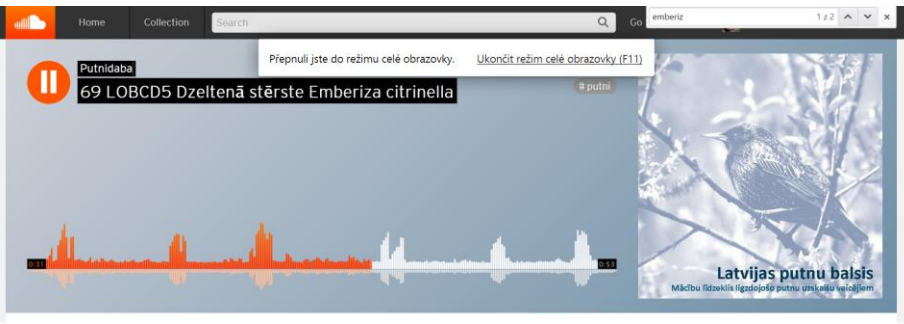 Home Collection Search Go
emberiz 1 z 2
Přepnuli jste do režimu celé obrazovky. Ukončit režim celé obrazovky (F11)
Putnidaba
69 LOBCD5 Dzeltenā stērste Emberiza citrinella
# putni
0:31
0:53
Latvijas putnu balsis
Mācību līdzeklis ligzdojošo putnu uzskaišu veicējiem